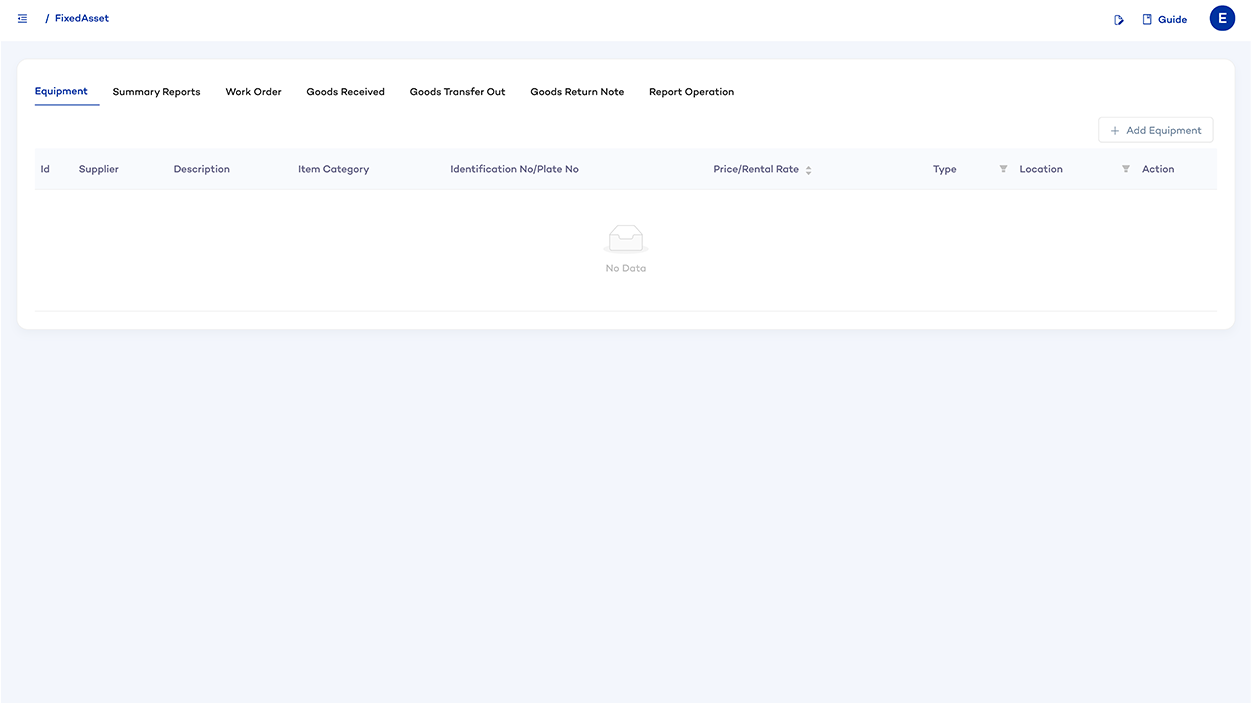 / FixedAsset
Guide
E
Equipment Summary Reports Work Order Goods Received Goods Transfer Out Goods Return Note Report Operation
+ Add Equipment
Id Supplier Description Item Category Identification No/Plate No Price/Rental Rate Type Location Action
No Data